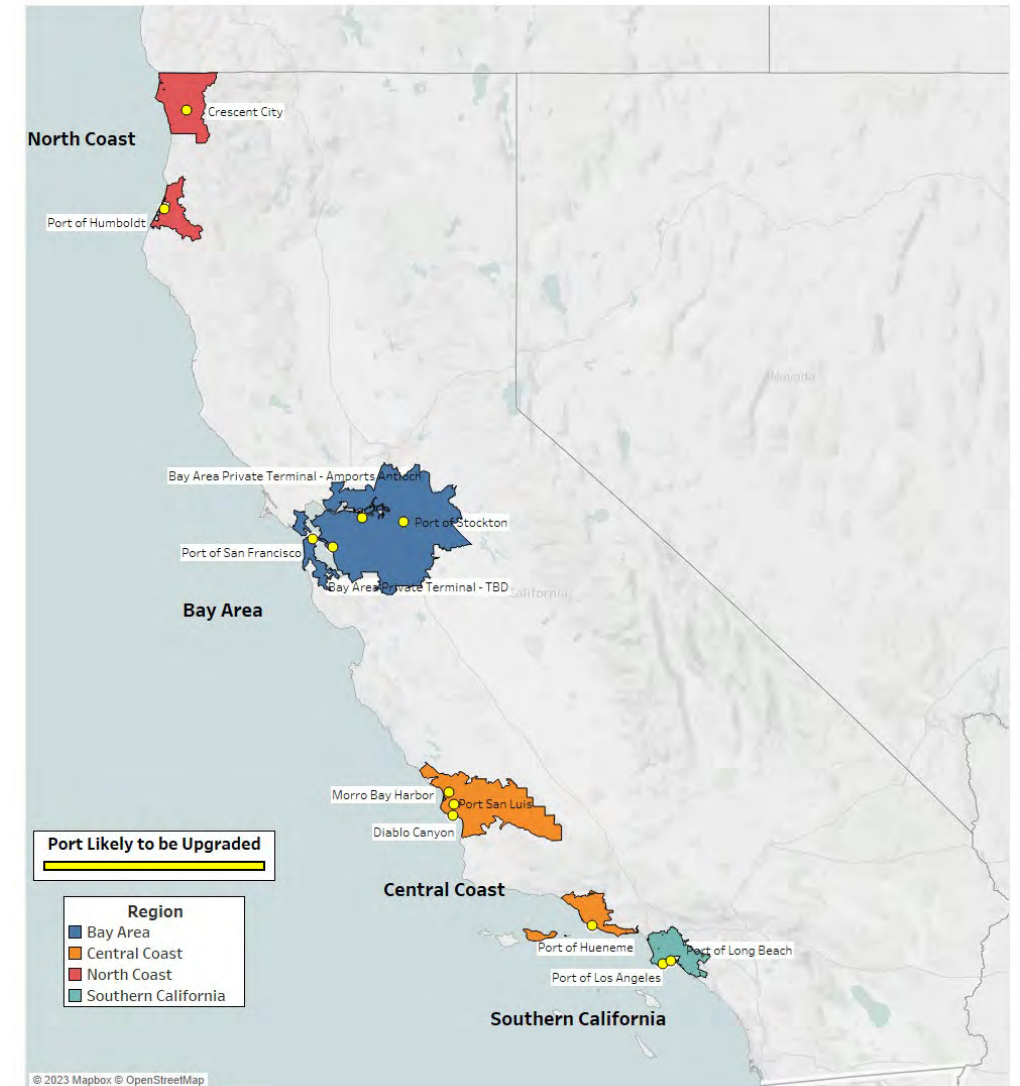 Crescent City
North Coast
Port of Humboldt
Bay Area Private Terminal - Amports Antioch
Port of Stockton
Port of San Francisco
Bay Area Private Terminal - TBD
Bay Area
Nevada
California
Morro Bay Harbor
Port San Luis
Diablo Canyon
Central Coast
Port of Hueneme
Port of Long Beach
Port of Los Angeles
Southern California
Port Likely to be Upgraded
Region
Bay Area
Central Coast
North Coast
Southern California
© 2023 Mapbox © OpenStreetMap